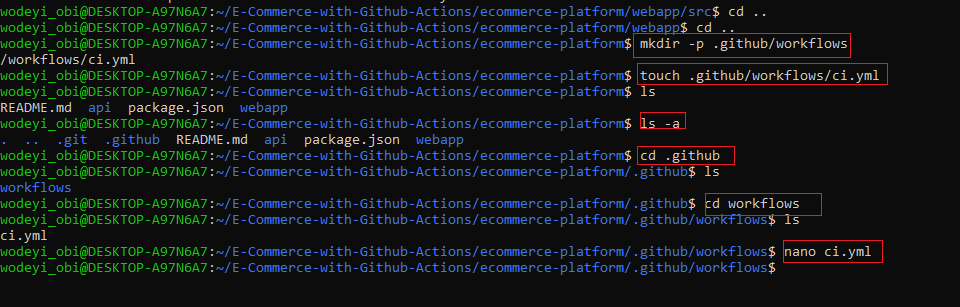 wodeyi_obi@DESKTOP-A97N6A7:~/E-Commerce-with-Github-Actions/ecommerce-platform/webapp/src$ cd ..
wodeyi_obi@DESKTOP-A97N6A7:~/E-Commerce-with-Github-Actions/ecommerce-platform/webapp$ cd ..
wodeyi_obi@DESKTOP-A97N6A7:~/E-Commerce-with-Github-Actions/ecommerce-platform$ mkdir -p .github/workflows
/workflows/ci.yml
wodeyi_obi@DESKTOP-A97N6A7:~/E-Commerce-with-Github-Actions/ecommerce-platform$ touch .github/workflows/ci.yml
wodeyi_obi@DESKTOP-A97N6A7:~/E-Commerce-with-Github-Actions/ecommerce-platform$ ls
README.md  api  package.json  webapp
wodeyi_obi@DESKTOP-A97N6A7:~/E-Commerce-with-Github-Actions/ecommerce-platform$ ls -a
.  ..  .git  .github  README.md  api  package.json  webapp
wodeyi_obi@DESKTOP-A97N6A7:~/E-Commerce-with-Github-Actions/ecommerce-platform$ cd .github
wodeyi_obi@DESKTOP-A97N6A7:~/E-Commerce-with-Github-Actions/ecommerce-platform/.github$ ls
workflows
wodeyi_obi@DESKTOP-A97N6A7:~/E-Commerce-with-Github-Actions/ecommerce-platform/.github$ cd workflows
wodeyi_obi@DESKTOP-A97N6A7:~/E-Commerce-with-Github-Actions/ecommerce-platform/.github/workflows$ ls
ci.yml
wodeyi_obi@DESKTOP-A97N6A7:~/E-Commerce-with-Github-Actions/ecommerce-platform/.github/workflows$ nano ci.yml
wodeyi_obi@DESKTOP-A97N6A7:~/E-Commerce-with-Github-Actions/ecommerce-platform/.github/workflows$